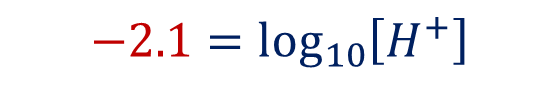 −2.1 = log₁₀[H⁺]